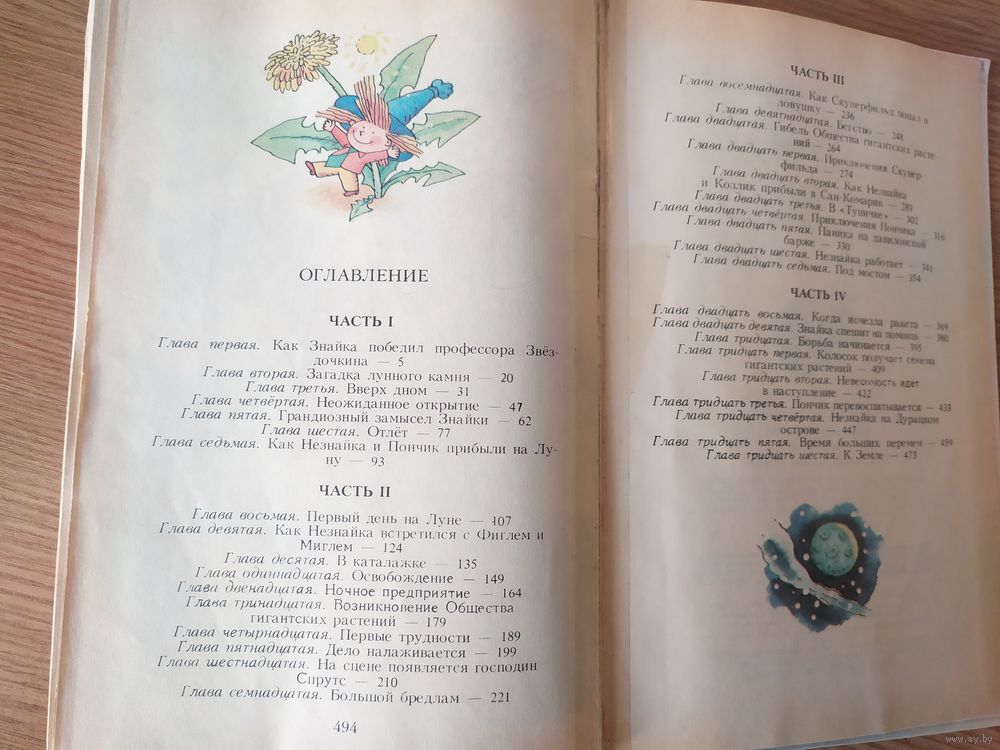 ОГЛАВЛЕНИЕ
ЧАСТЬ I
Глава первая. Как Знайка победил профессора Звёз-
дочкина — 5
Глава вторая. Загадка лунного камня — 20
Глава третья. Вверх дном — 31
Глава четвёртая. Неожиданное открытие — 47
Глава пятая. Грандиозный замысел Знайки — 62
Глава шестая. Отлёт — 77
Глава седьмая. Как Незнайка и Пончик прибыли на Лу-
ну — 93
ЧАСТЬ II
Глава восьмая. Первый день на Луне — 107
Глава девятая. Как Незнайка встретился с Фиглем и
Миглем — 124
Глава десятая. В каталажке — 135
Глава одиннадцатая. Освобождение — 149
Глава двенадцатая. Ночное предприятие — 164
Глава тринадцатая. Возникновение Общества
гигантских растений — 179
Глава четырнадцатая. Первые трудности — 189
Глава пятнадцатая. Дело налаживается — 199
Глава шестнадцатая. На сцене появляется господин
Спрутс — 210
Глава семнадцатая. Большой бредлам — 221
494
ЧАСТЬ III
Глава восемнадцатая. Как Скуперфильд попал в
ловушку — 236
Глава девятнадцатая. Бегство — 248
Глава двадцатая. Гибель Общества гигантских расте-
ний — 264
Глава двадцать первая. Приключения Скупер-
фильда — 274
Глава двадцать вторая. Как Незнайка
и Козлик прибыли в Сан-Комарик — 289
Глава двадцать третья. В «Тупичке» — 302
Глава двадцать четвёртая. Приключения Пончика — 316
Глава двадцать пятая. Паника на давилонской
барже — 330
Глава двадцать шестая. Незнайка работает — 341
Глава двадцать седьмая. Под мостом — 354
ЧАСТЬ IV
Глава двадцать восьмая. Когда исчезла ракета — 369
Глава двадцать девятая. Знайка спешит на помощь — 380
Глава тридцатая. Борьба начинается — 395
Глава тридцать первая. Колосок получает семена
гигантских растений — 409
Глава тридцать вторая. Невесомость идет
в наступление — 422
Глава тридцать третья. Пончик перевоспитывается — 433
Глава тридцать четвёртая. Незнайка на Дурацком
острове — 447
Глава тридцать пятая. Время больших перемен — 459
Глава тридцать шестая. К Земле — 473
www.ay.by